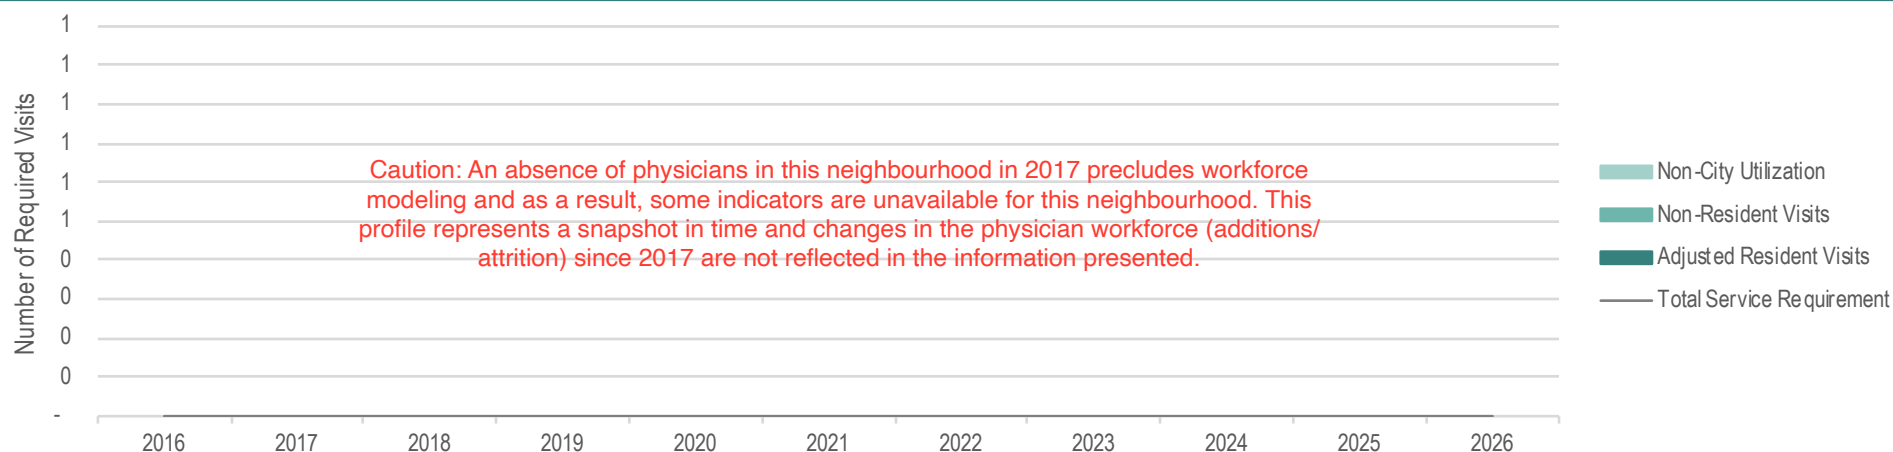 Number of Required Visits
1
1
1
1
1
1
0
0
0
0
-
Caution: An absence of physicians in this neighbourhood in 2017 precludes workforce
modeling and as a result, some indicators are unavailable for this neighbourhood. This
profile represents a snapshot in time and changes in the physician workforce (additions/
attrition) since 2017 are not reflected in the information presented.
2016 2017 2018 2019 2020 2021 2022 2023 2024 2025 2026
Non-City Utilization
Non-Resident Visits
Adjusted Resident Visits
Total Service Requirement